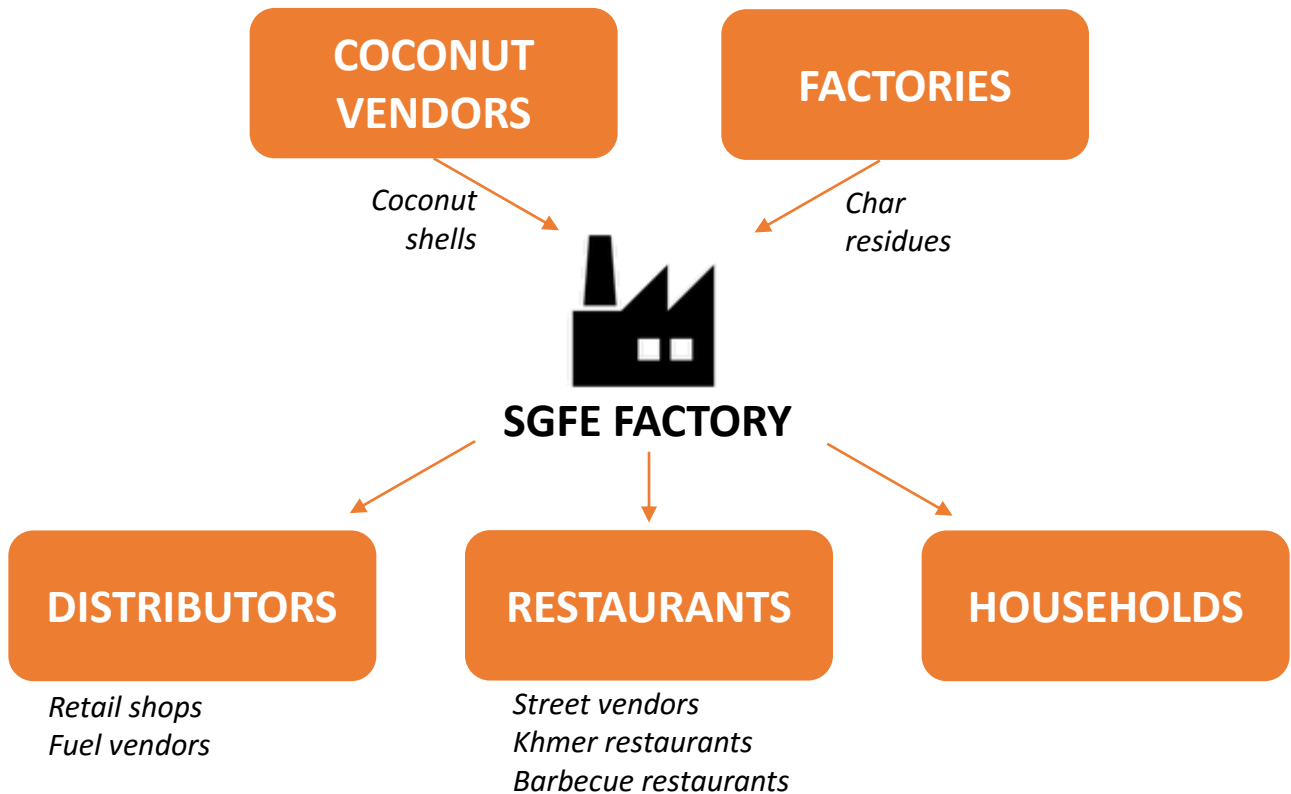 COCONUT
VENDORS
FACTORIES
Coconut
shells
Char
residues
SGFE FACTORY
DISTRIBUTORS
RESTAURANTS
HOUSEHOLDS
Retail shops
Fuel vendors
Street vendors
Khmer restaurants
Barbecue restaurants